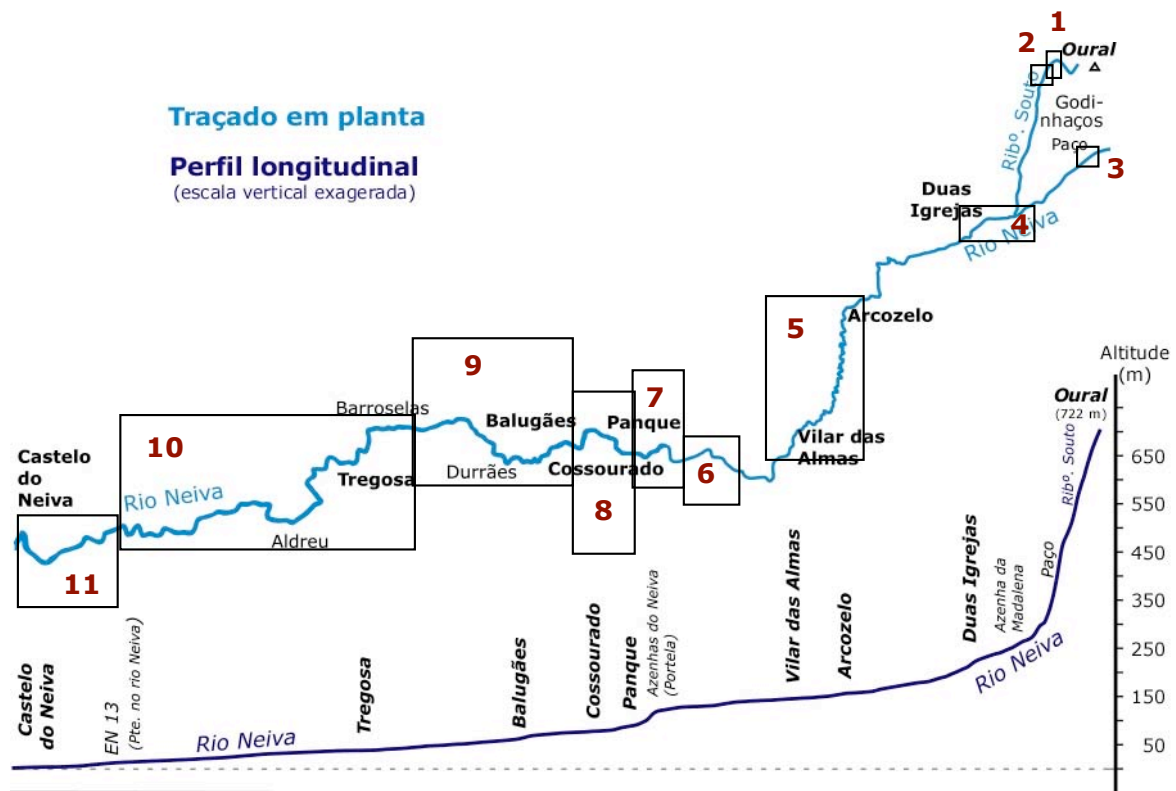 1
2
Oural
Ribº. Souto
Godi-
nhaços
Paço
3
Traçado em planta
Perfil longitudinal
(escala vertical exagerada)
Duas
Igrejas
4
Rio Neiva
5
Arcozelo
Vilar das
Almas
9
Barroselas
Balugães
Durrães
7
Panque
Cossourado
6
8
10
Tregosa
Rio Neiva
Aldreu
Castelo
do
Neiva
11
Altitude
(m)
Oural
(722 m)
Ribº. Souto
650
550
450
350
250
150
50
Castelo
do Neiva
EN 13
(Pte. no rio Neiva)
Rio Neiva
Tregosa
Balugães
Cossourado
Panque
Azenhas do Neiva
(Portela)
Vilar das Almas
Arcozelo
Duas Igrejas
Azenha da
Madalena
Paço
Rio Neiva